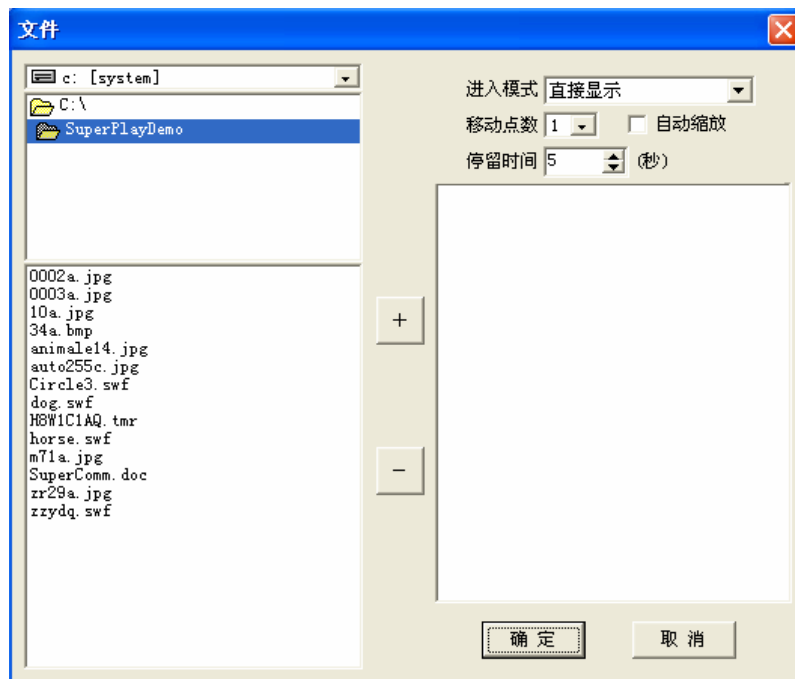 文件
c: [system]
C:\
SuperPlayDemo
0002a.jpg
0003a.jpg
10a.jpg
34a.bmp
animale14.jpg
auto255c.jpg
Circle3.swf
dog.swf
H8W1C1AQ.tmr
horse.swf
m71a.jpg
SuperComm.doc
zr29a.jpg
zzydq.swf
+
-
进入模式 直接显示
移动点数 1 自动缩放
停留时间 5 (秒)
确 定 取 消